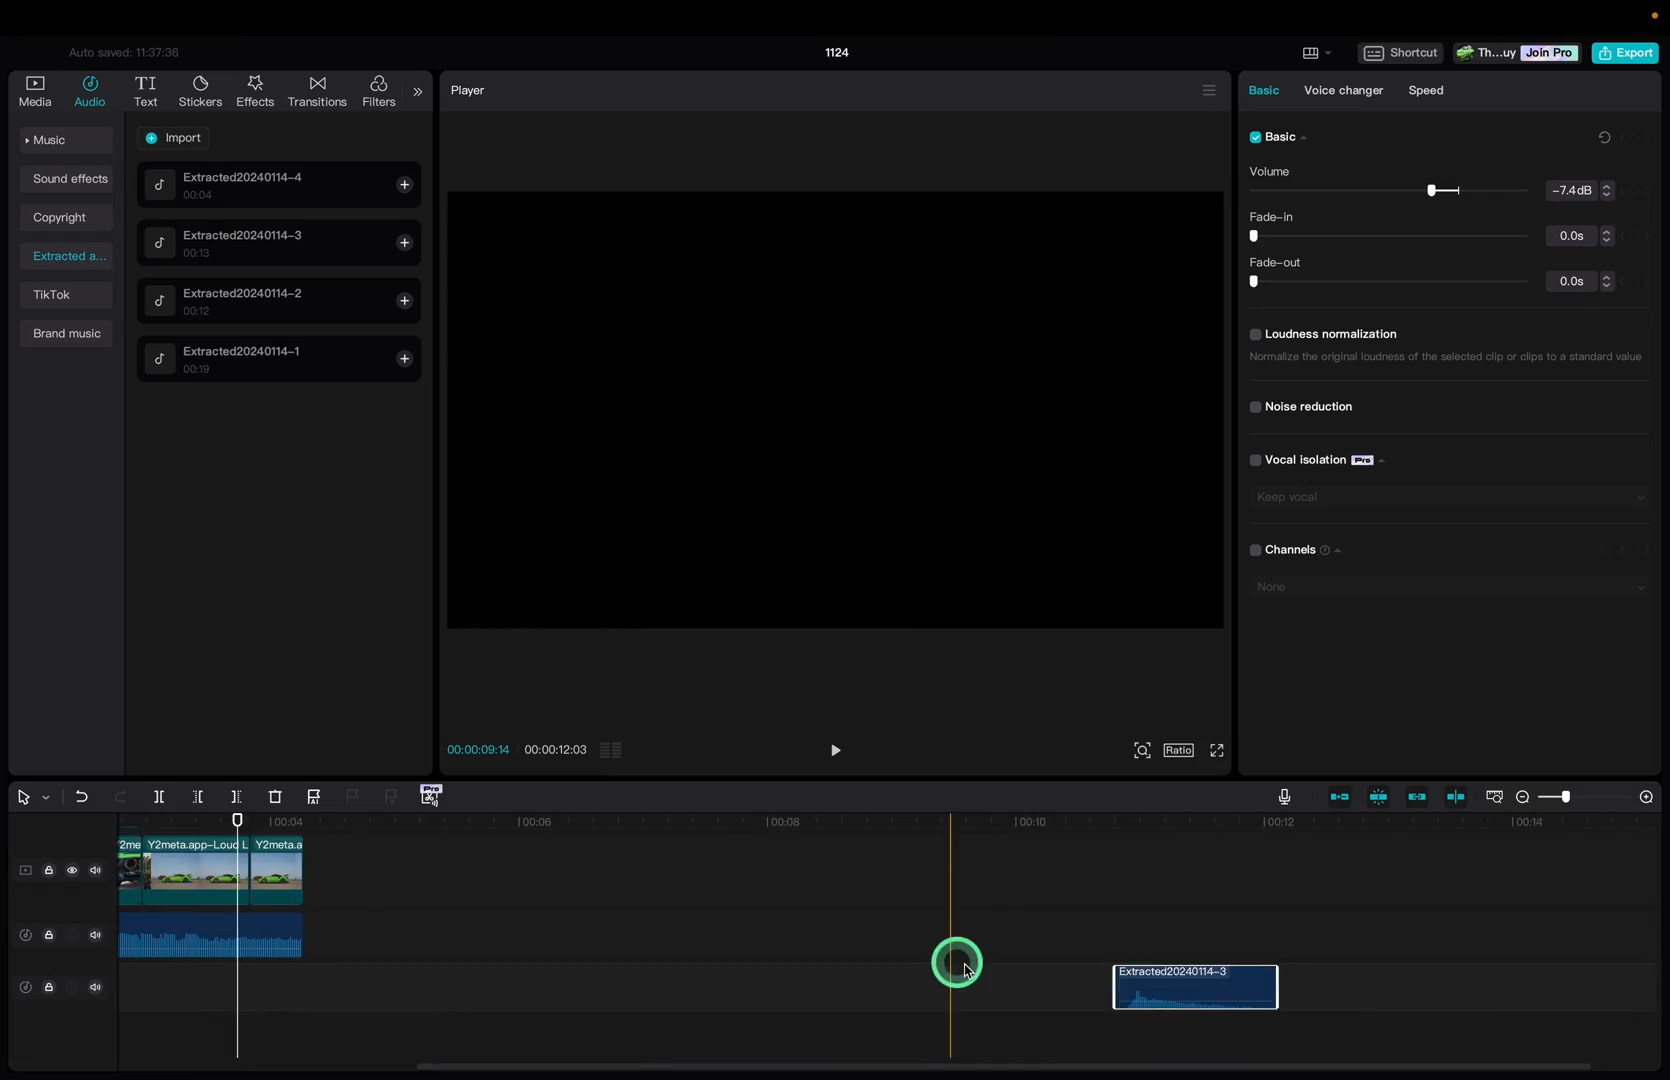 Auto saved: 11:37:36
1124
Shortcut
Th...uy
Join Pro
Export
Media
Audio
TI
Text
Stickers
Effects
Transitions
Filters
Player
Basic
Voice changer
Speed
Music
Import
Basic
Sound effects
Extracted20240114-4
00:04
Volume
-7.4dB
Copyright
Extracted20240114-3
00:13
Fade-in
0.0s
Extracted a...
Fade-out
0.0s
TikTok
Extracted20240114-2
00:12
Brand music
Loudness normalization
Normalize the original loudness of the selected clip or clips to a standard value
Extracted20240114-1
00:19
Noise reduction
Vocal isolation
Pro
Keep vocal
Channels
None
00:00:09:14
00:00:12:03
Ratio
Pro
00:04
00:06
00:08
00:10
00:12
00:14
Y2meta.app-Loud L
Y2meta.a
Extracted20240114-3